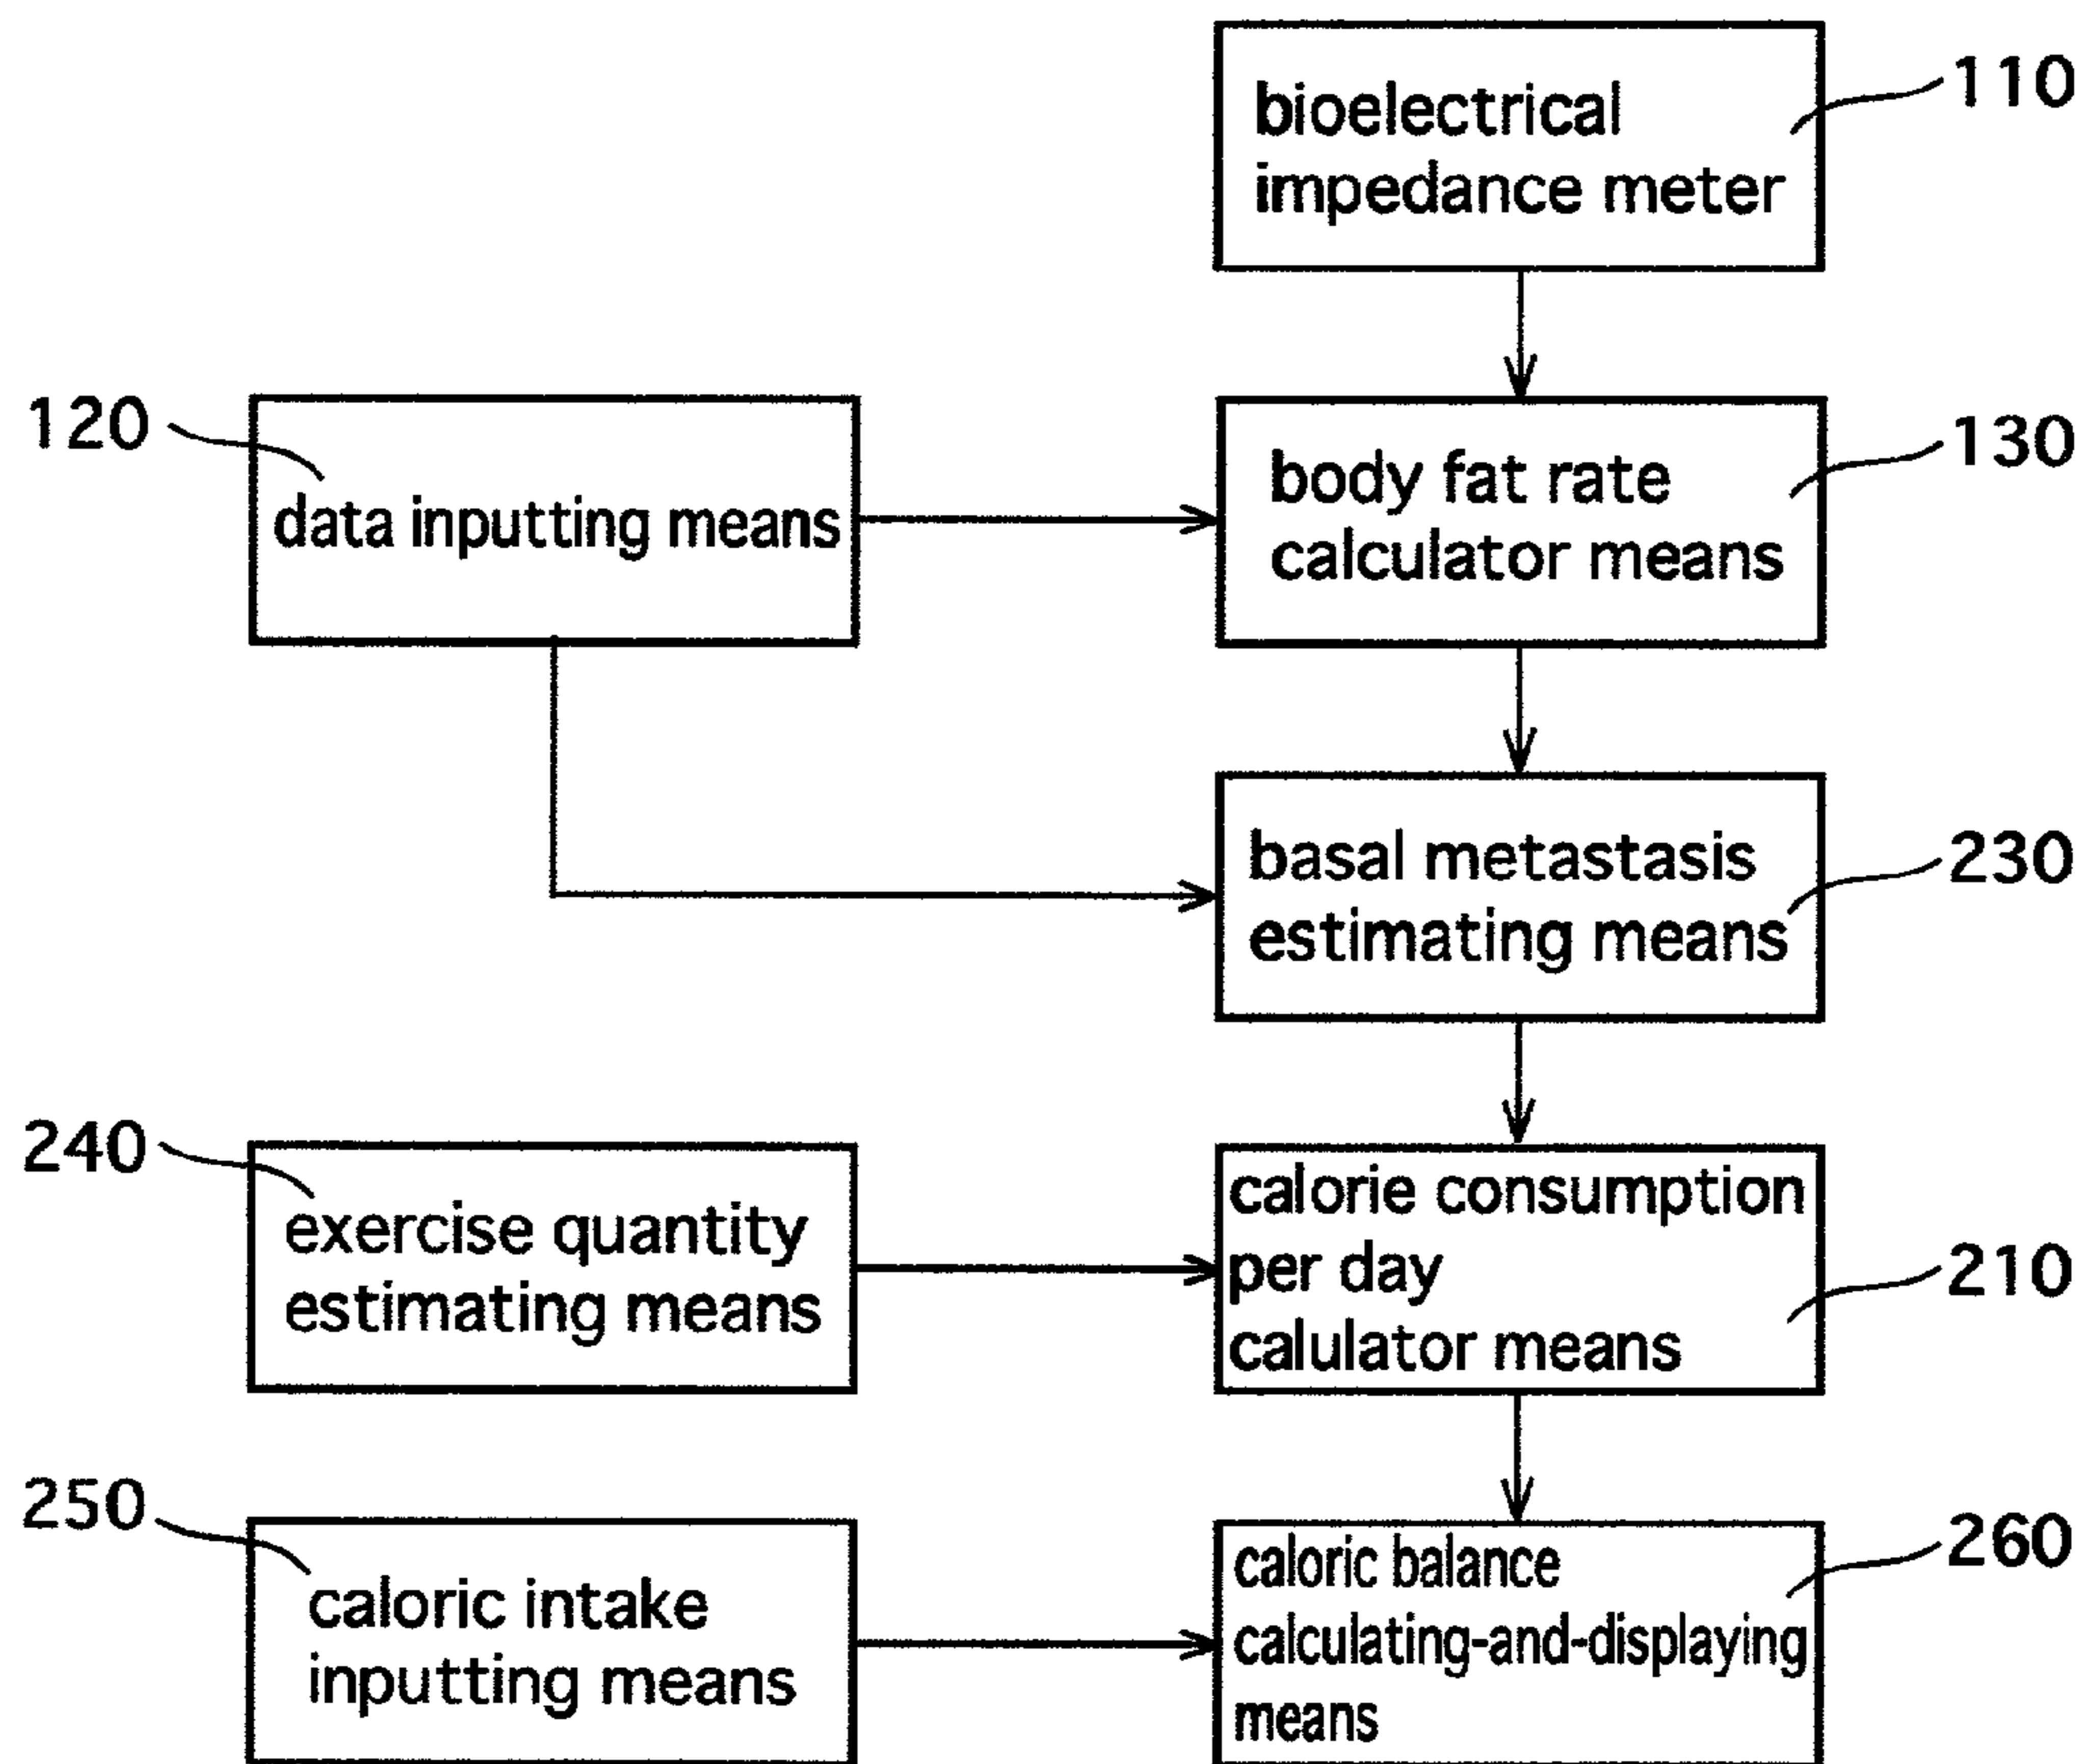 bioelectrical
impedance meter
110
120
data inputting means
body fat rate
calculator means
130
basal metastasis
estimating means
230
240
exercise quantity
estimating means
calorie consumption
per day
calulator means
210
250
caloric intake
inputting means
caloric balance
calculating-and-displaying
means
260